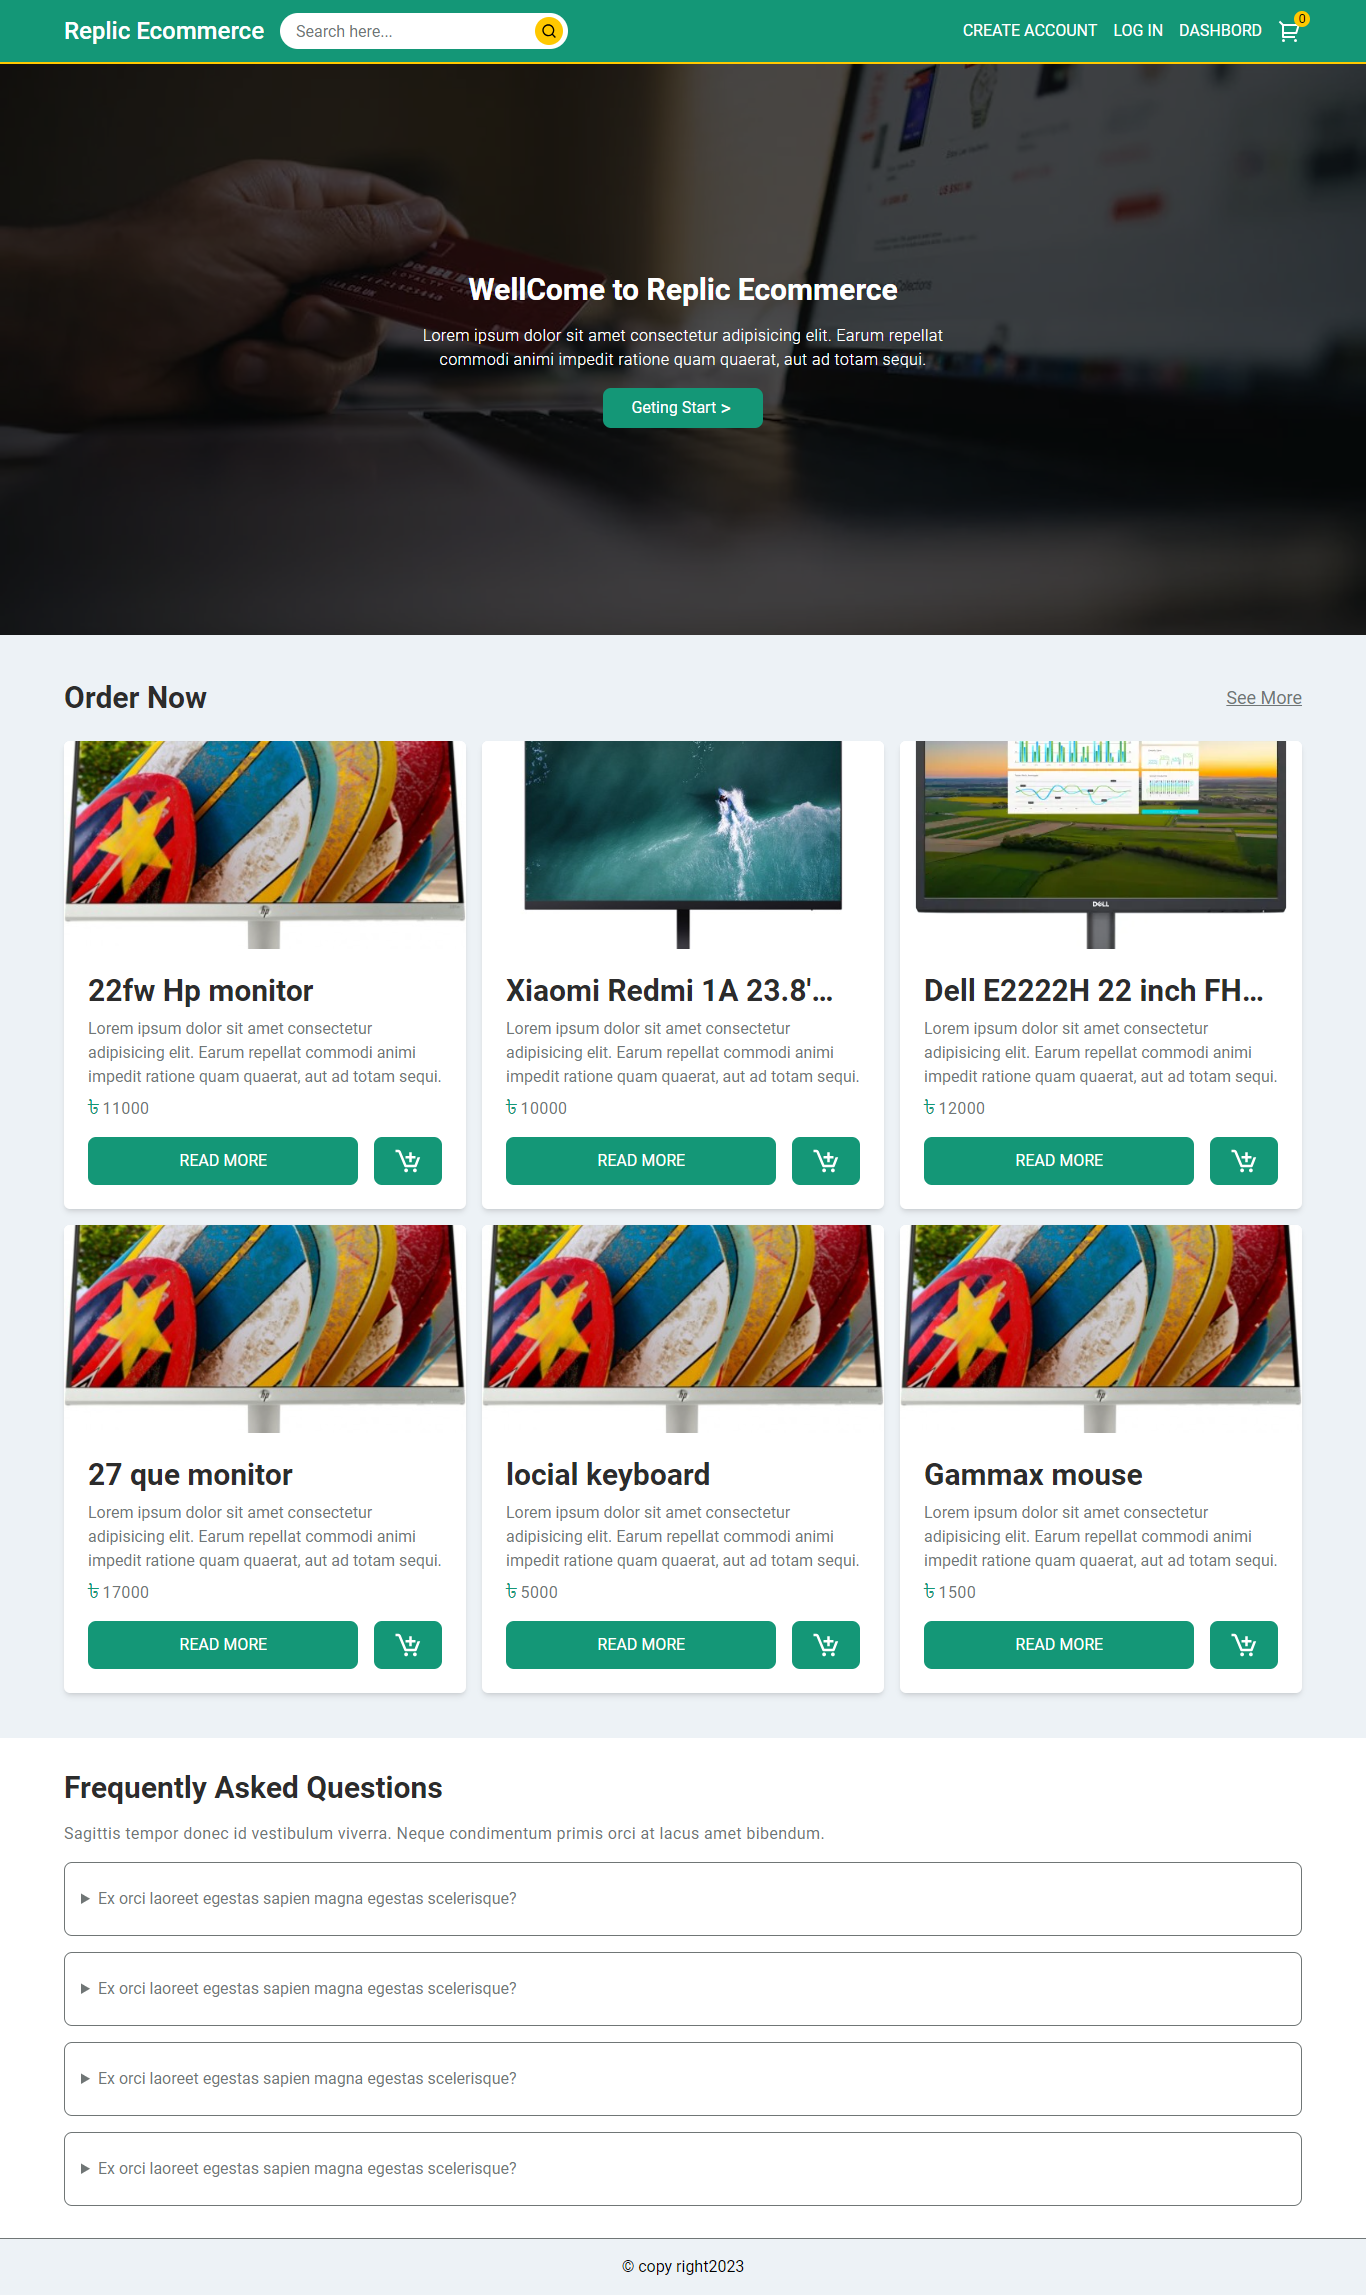 Replic Ecommerce
Search here...
CREATE ACCOUNT
LOG IN
DASHBORD
0
WellCome to Replic Ecommerce
Lorem ipsum dolor sit amet consectetur adipisicing elit. Earum repellat
commodi animi impedit ratione quam quaerat, aut ad totam sequi.
Geting Start >
Order Now
See More
22fw Hp monitor
Lorem ipsum dolor sit amet consectetur
adipisicing elit. Earum repellat commodi animi
impedit ratione quam quaerat, aut ad totam sequi.
৳ 11000
READ MORE
DELL
Xiaomi Redmi 1A 23.8'...
Lorem ipsum dolor sit amet consectetur
adipisicing elit. Earum repellat commodi animi
impedit ratione quam quaerat, aut ad totam sequi.
৳ 10000
READ MORE
Dell E2222H 22 inch FH...
Lorem ipsum dolor sit amet consectetur
adipisicing elit. Earum repellat commodi animi
impedit ratione quam quaerat, aut ad totam sequi.
৳ 12000
READ MORE
27 que monitor
Lorem ipsum dolor sit amet consectetur
adipisicing elit. Earum repellat commodi animi
impedit ratione quam quaerat, aut ad totam sequi.
৳ 17000
READ MORE
locial keyboard
Lorem ipsum dolor sit amet consectetur
adipisicing elit. Earum repellat commodi animi
impedit ratione quam quaerat, aut ad totam sequi.
৳ 5000
READ MORE
Gammax mouse
Lorem ipsum dolor sit amet consectetur
adipisicing elit. Earum repellat commodi animi
impedit ratione quam quaerat, aut ad totam sequi.
৳ 1500
READ MORE
Frequently Asked Questions
Sagittis tempor donec id vestibulum viverra. Neque condimentum primis orci at lacus amet bibendum.
Ex orci laoreet egestas sapien magna egestas scelerisque?
Ex orci laoreet egestas sapien magna egestas scelerisque?
Ex orci laoreet egestas sapien magna egestas scelerisque?
Ex orci laoreet egestas sapien magna egestas scelerisque?
© copy right2023